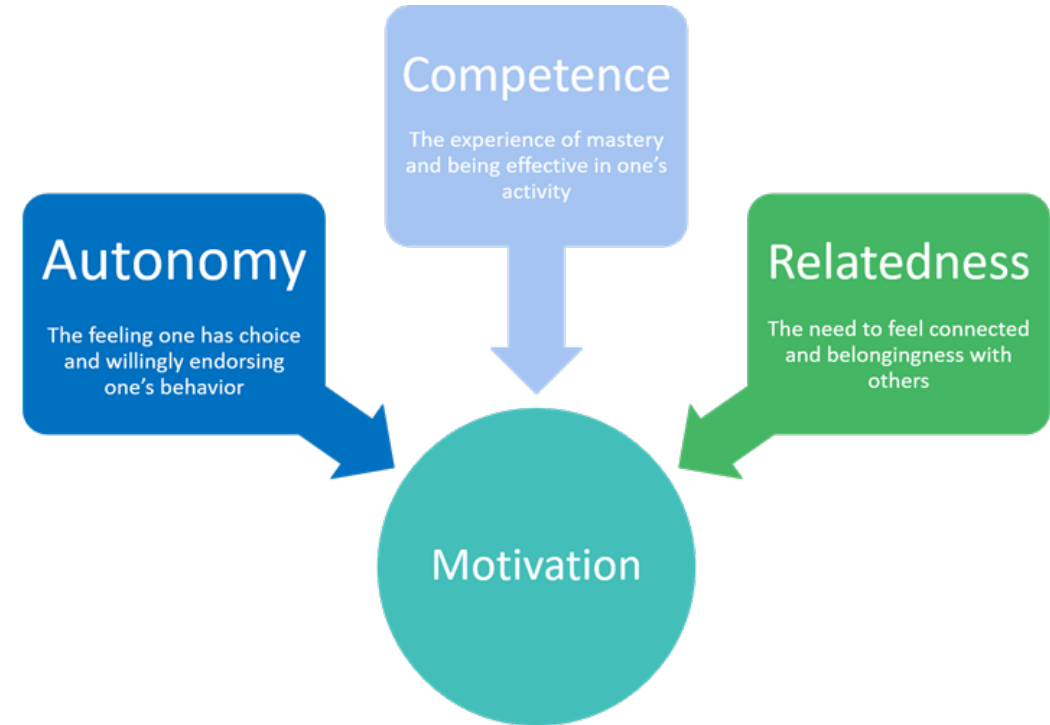 Competence
The experience of mastery
and being effective in one's
activity
Autonomy
The feeling one has choice
and willingly endorsing
one's behavior
Relatedness
The need to feel connected
and belongingness with
others
Motivation